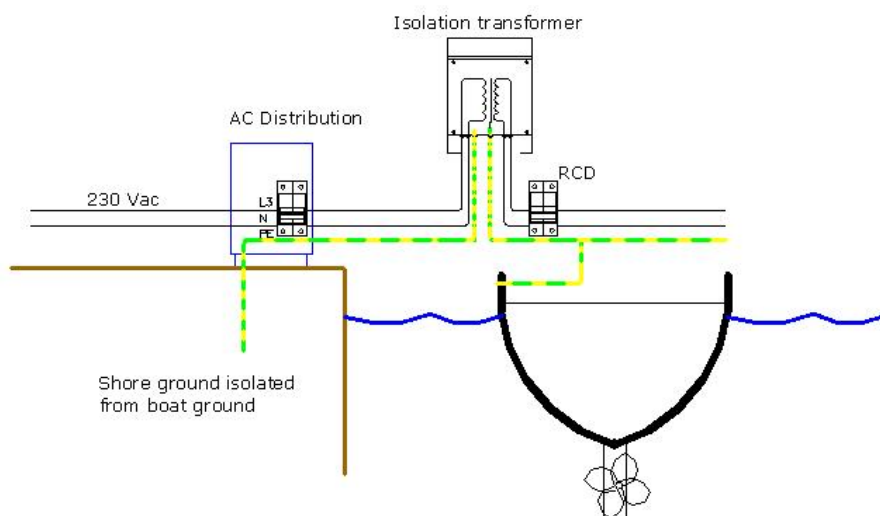 Isolation transformer
AC Distribution
RCD
230 Vac
L3
N
PE
Shore ground isolated
from boat ground